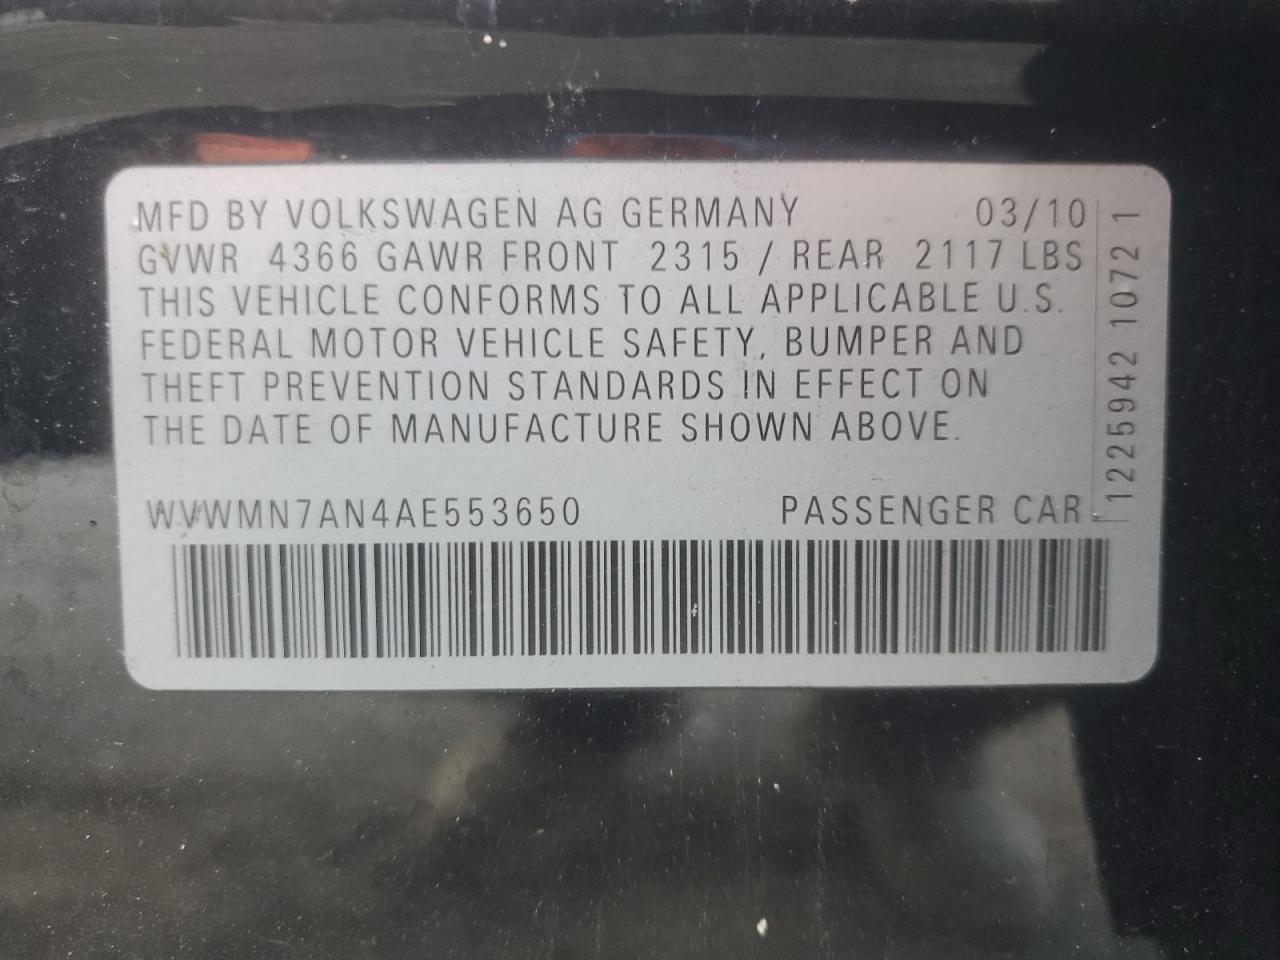 MFD BY VOLKSWAGEN AG GERMANY 03/10
GVWR 4366 GAWR FRONT 2315 / REAR 2117 LBS
THIS VEHICLE CONFORMS TO ALL APPLICABLE U.S.
FEDERAL MOTOR VEHICLE SAFETY, BUMPER AND
THEFT PREVENTION STANDARDS IN EFFECT ON
THE DATE OF MANUFACTURE SHOWN ABOVE.
WVWMN7AN4AE553650 PASSENGER CAR
1225942 10721